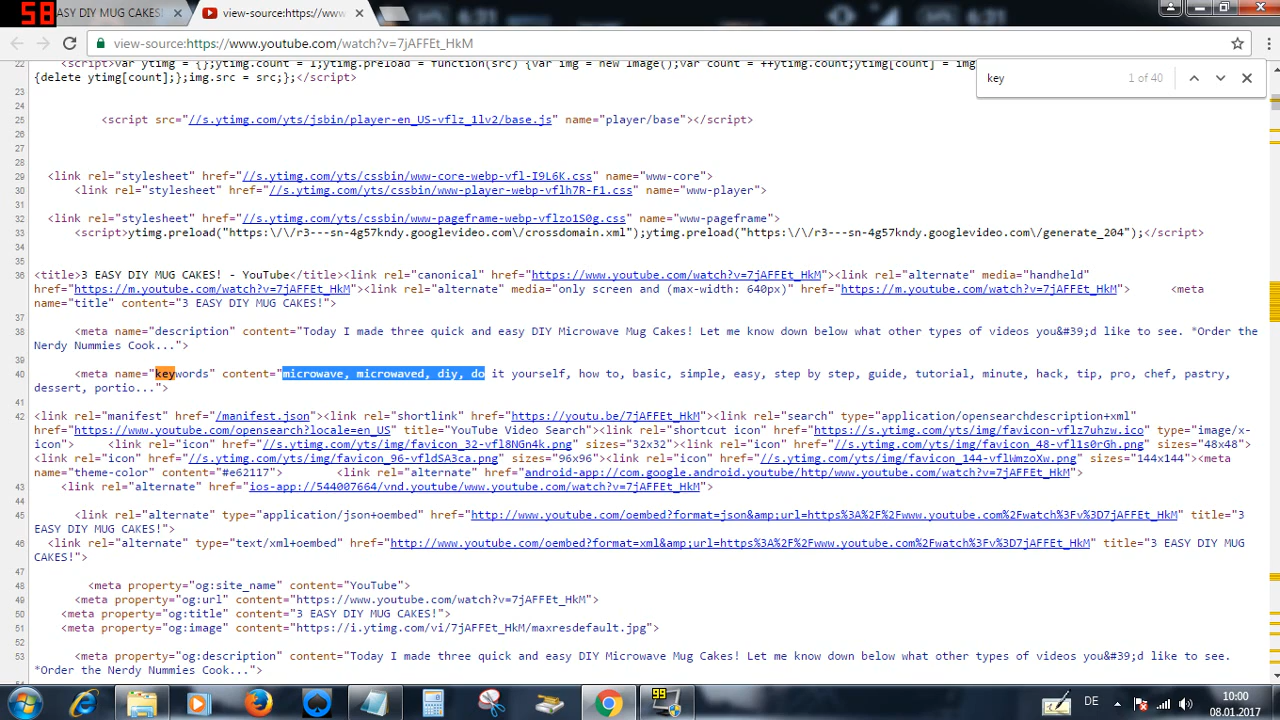 58
EASY DIY MUG CAKES!
view-source:https://www
view-source:https://www.youtube.com/watch?v=7jAFFEt_HkM
key
1 of 40
22 <script>var ytimg = {};ytimg.count = 1;ytimg.preload = function(src) {var img = new Image();var count = ++ytimg.count;ytimg[count] = img
{delete ytimg[count];};img.src = src;};</script>
23
24
25 <script src="//s.ytimg.com/yts/jsbin/player-en_US-vflz_1lv2/base.js" name="player/base"></script>
26
27
28
29 <link rel="stylesheet" href="//s.ytimg.com/yts/cssbin/www-core-webp-vfl-I9L6K.css" name="www-core">
30 <link rel="stylesheet" href="//s.ytimg.com/yts/cssbin/www-player-webp-vflh7R-F1.css" name="www-player">
31
32 <link rel="stylesheet" href="//s.ytimg.com/yts/cssbin/www-pageframe-webp-vflzo1S0g.css" name="www-pageframe">
33 <script>ytimg.preload("https:\/\/r3---sn-4g57kndy.googlevideo.com\/crossdomain.xml");ytimg.preload("https:\/\/r3---sn-4g57kndy.googlevideo.com\/generate_204");</script>
34
35
36 <title>3 EASY DIY MUG CAKES! - YouTube</title><link rel="canonical" href="https://www.youtube.com/watch?v=7jAFFEt_HkM"><link rel="alternate" media="handheld"
href="https://m.youtube.com/watch?v=7jAFFEt_HkM"><link rel="alternate" media="only screen and (max-width: 640px)" href="https://m.youtube.com/watch?v=7jAFFEt_HkM"> <meta
name="title" content="3 EASY DIY MUG CAKES!">
37
38 <meta name="description" content="Today I made three quick and easy DIY Microwave Mug Cakes! Let me know down below what other types of videos you&#39;d like to see. *Order the
Nerdy Nummies Cook...">
39
40 <meta name="keywords" content="microwave, microwaved, diy, do it yourself, how to, basic, simple, easy, step by step, guide, tutorial, minute, hack, tip, pro, chef, pastry,
dessert, portio...">
41
42 <link rel="manifest" href="/manifest.json"><link rel="shortlink" href="https://youtu.be/7jAFFEt_HkM"><link rel="search" type="application/opensearchdescription+xml"
href="https://www.youtube.com/opensearch?locale=en_US" title="YouTube Video Search"><link rel="shortcut icon" href="https://s.ytimg.com/yts/img/favicon-vflz7uhzw.ico" type="image/x-
icon"> <link rel="icon" href="//s.ytimg.com/yts/img/favicon_32-vfl8NGn4k.png" sizes="32x32"><link rel="icon" href="//s.ytimg.com/yts/img/favicon_48-vfl1s0rGh.png" sizes="48x48">
<link rel="icon" href="//s.ytimg.com/yts/img/favicon_96-vfldSA3ca.png" sizes="96x96"><link rel="icon" href="//s.ytimg.com/yts/img/favicon_144-vflWmzoXw.png" sizes="144x144"><meta
name="theme-color" content="#e62117"> <link rel="alternate" href="android-app://com.google.android.youtube/http/www.youtube.com/watch?v=7jAFFEt_HkM">
43 <link rel="alternate" href="ios-app://544007664/vnd.youtube/www.youtube.com/watch?v=7jAFFEt_HkM">
44
45 <link rel="alternate" type="application/json+oembed" href="http://www.youtube.com/oembed?format=json&amp;url=https%3A%2F%2Fwww.youtube.com%2Fwatch%3Fv%3D7jAFFEt_HkM" title="3
EASY DIY MUG CAKES!">
46 <link rel="alternate" type="text/xml+oembed" href="http://www.youtube.com/oembed?format=xml&amp;url=https%3A%2F%2Fwww.youtube.com%2Fwatch%3Fv%3D7jAFFEt_HkM" title="3 EASY DIY MUG
CAKES!">
47
48 <meta property="og:site_name" content="YouTube">
49 <meta property="og:url" content="https://www.youtube.com/watch?v=7jAFFEt_HkM">
50 <meta property="og:title" content="3 EASY DIY MUG CAKES!">
51 <meta property="og:image" content="https://i.ytimg.com/vi/7jAFFEt_HkM/maxresdefault.jpg">
52
53 <meta property="og:description" content="Today I made three quick and easy DIY Microwave Mug Cakes! Let me know down below what other types of videos you&#39;d like to see.
*Order the Nerdy Nummies Cook...">
99
DE
10:00
08.01.2017